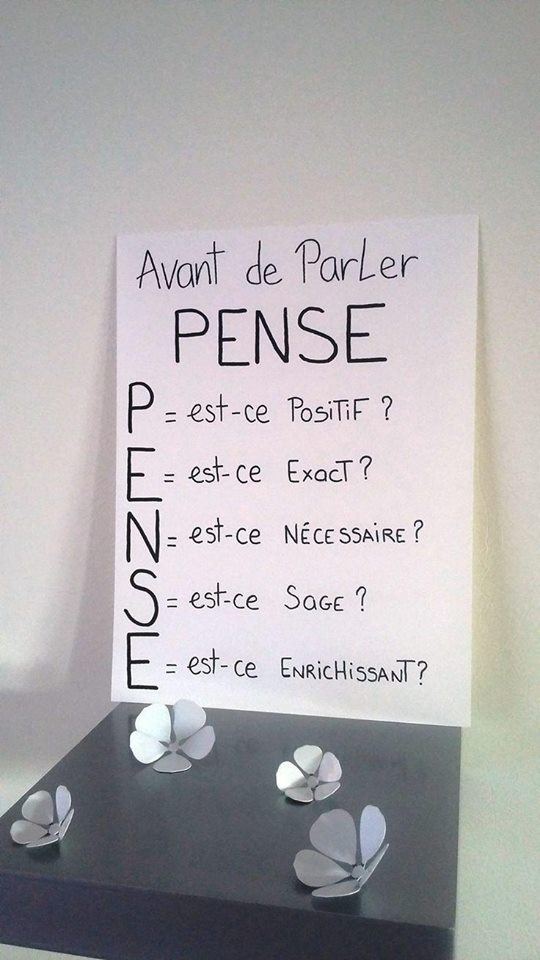 Avant de Parler
PENSE
P = est-ce POSITIF ?
E = est-ce EXACT ?
N = est-ce NÉCESSAIRE ?
S = est-ce SAGE ?
E = est-ce ENRICHISSANT ?